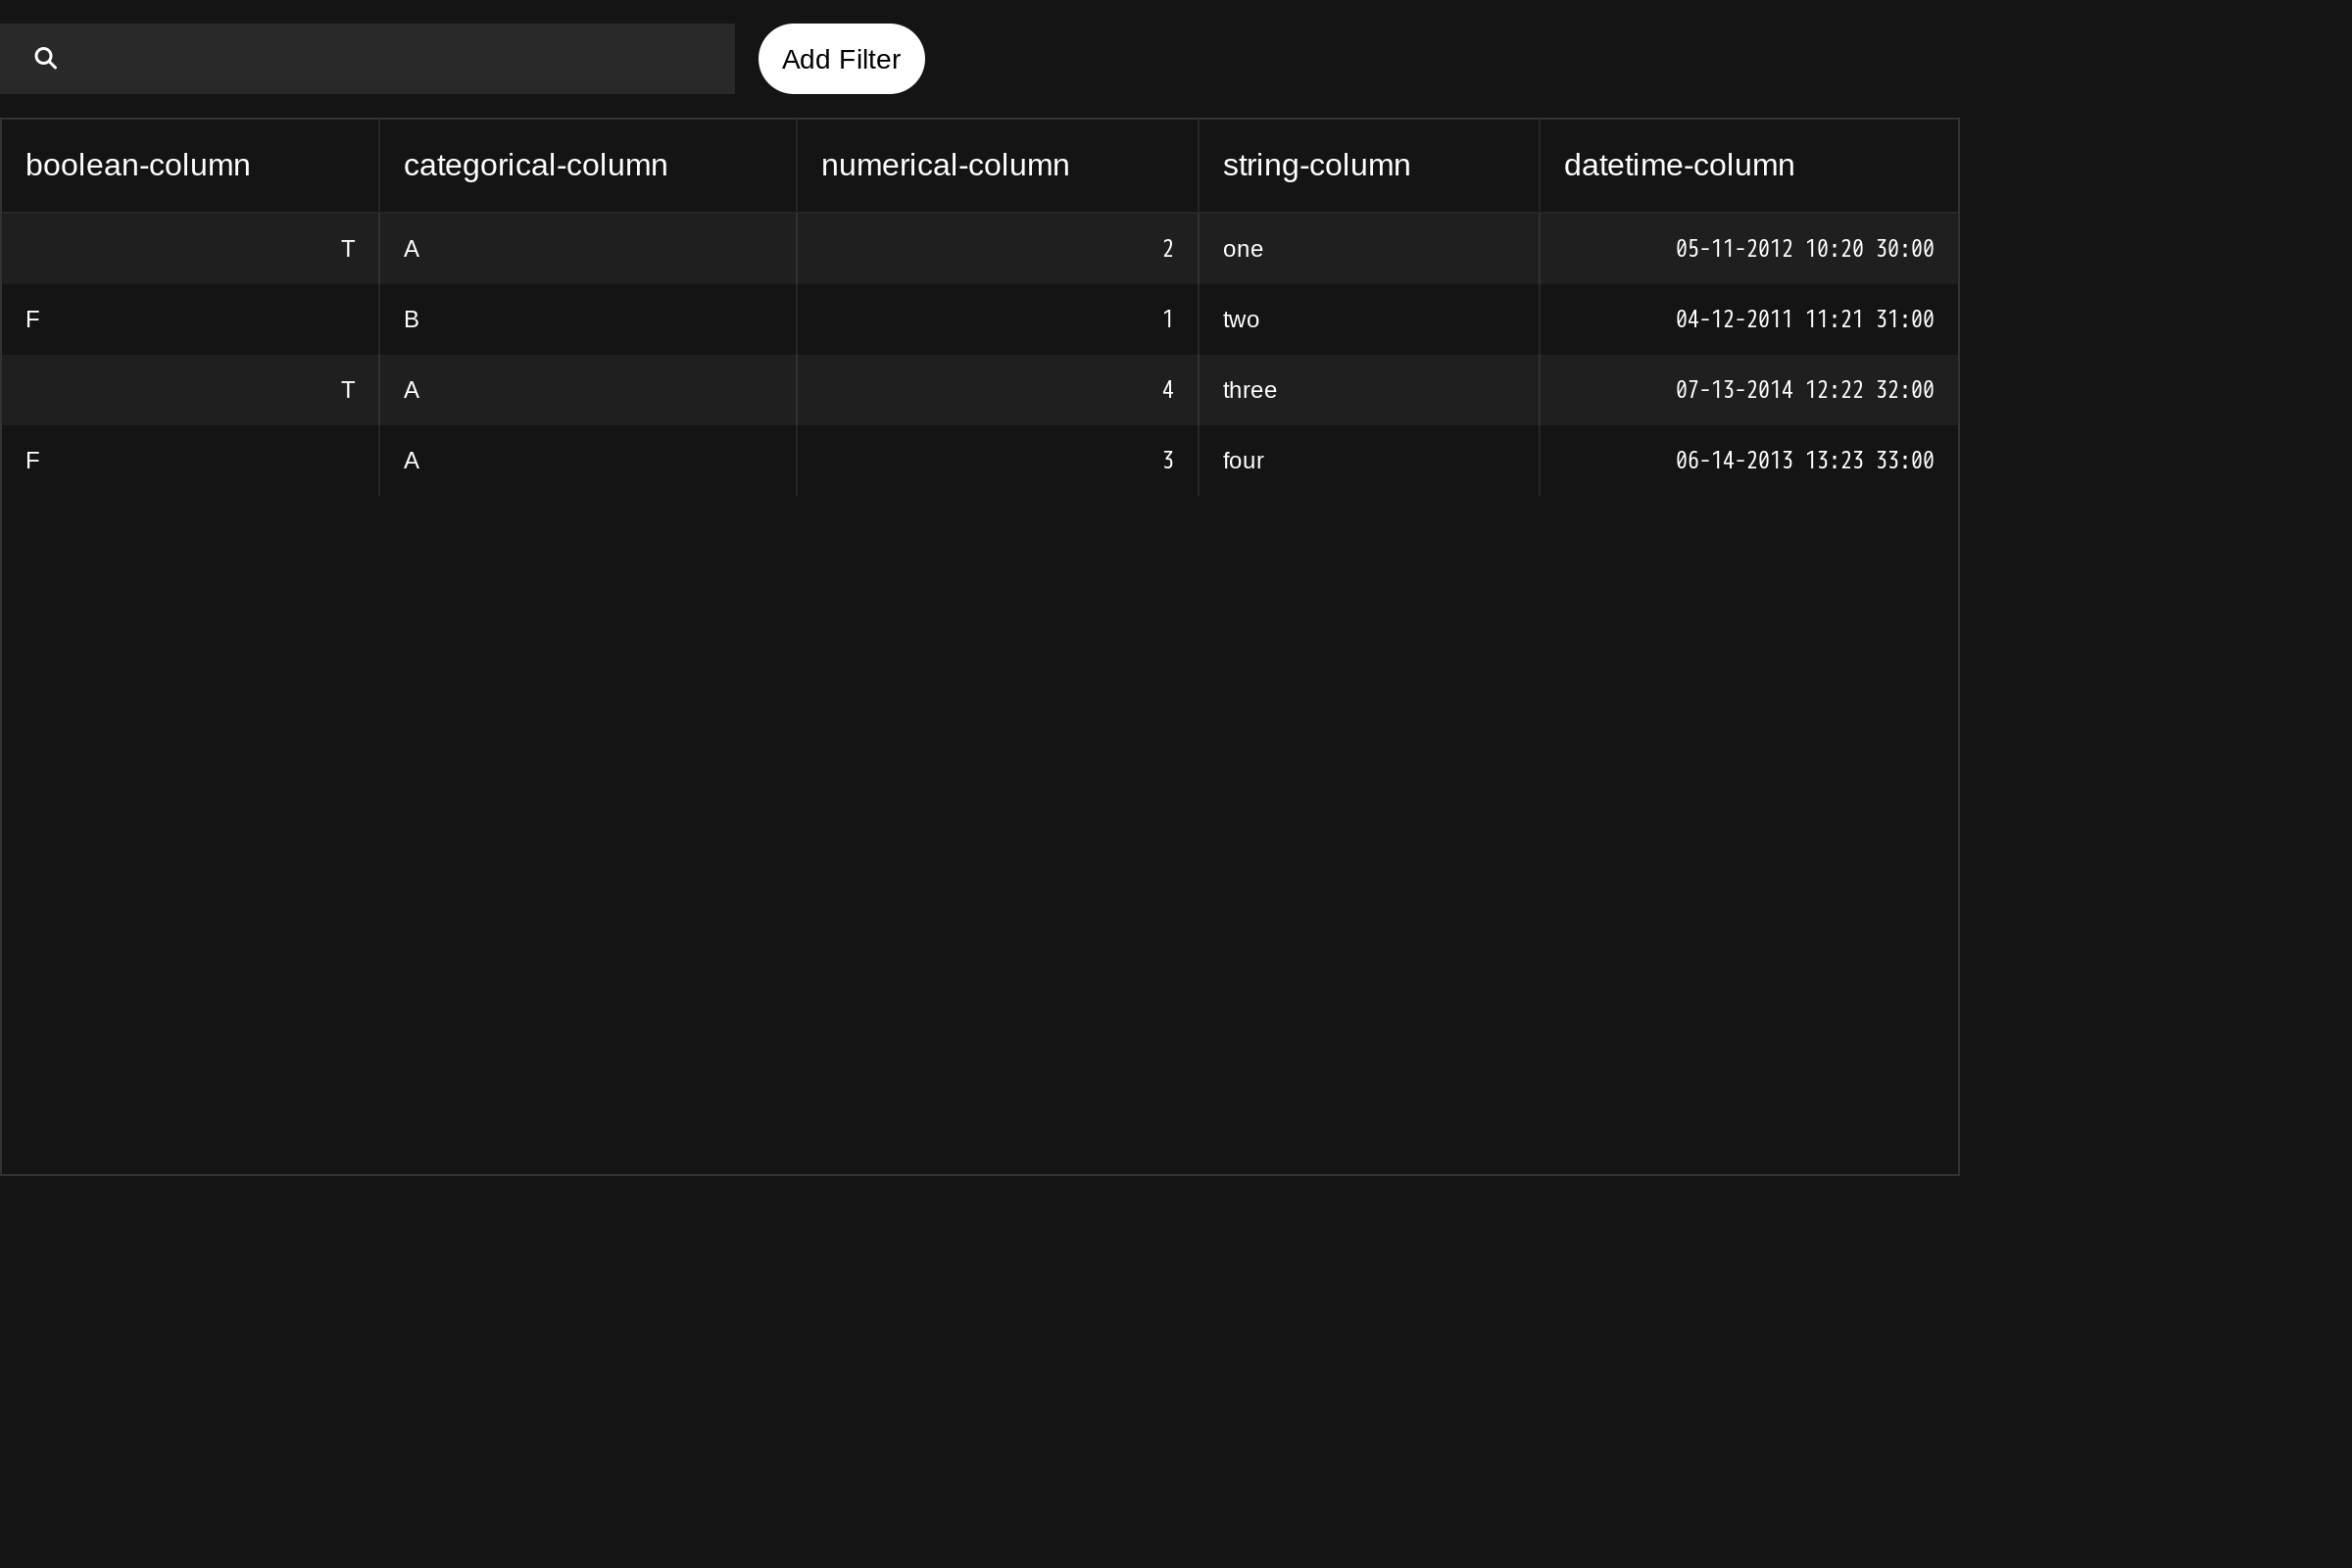 Add Filter
boolean-column categorical-column numerical-column string-column datetime-column
T A 2 one 05-11-2012 10:20 30:00
F B 1 two 04-12-2011 11:21 31:00
T A 4 three 07-13-2014 12:22 32:00
F A 3 four 06-14-2013 13:23 33:00